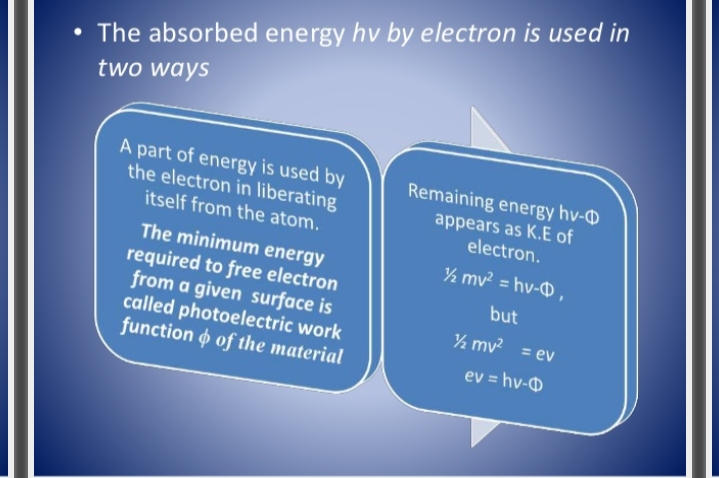 • The absorbed energy hv by electron is used in
two ways
A part of energy is used by
the electron in liberating
itself from the atom.
The minimum energy
required to free electron
from a given surface is
called photoelectric work
function ϕ of the material
Remaining energy hv-Φ
appears as K.E of
electron.
½ mv² = hv-Φ ,
but
½ mv² = ev
ev = hv-Φ